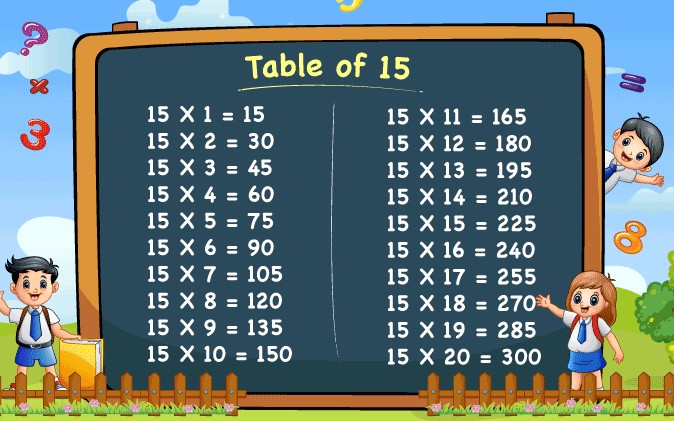 ?
×
3
=
8
Table of 15
15 X 1 = 15
15 X 2 = 30
15 X 3 = 45
15 X 4 = 60
15 X 5 = 75
15 X 6 = 90
15 X 7 = 105
15 X 8 = 120
15 X 9 = 135
15 X 10 = 150
15 X 11 = 165
15 X 12 = 180
15 X 13 = 195
15 X 14 = 210
15 X 15 = 225
15 X 16 = 240
15 X 17 = 255
15 X 18 = 270
15 X 19 = 285
15 X 20 = 300